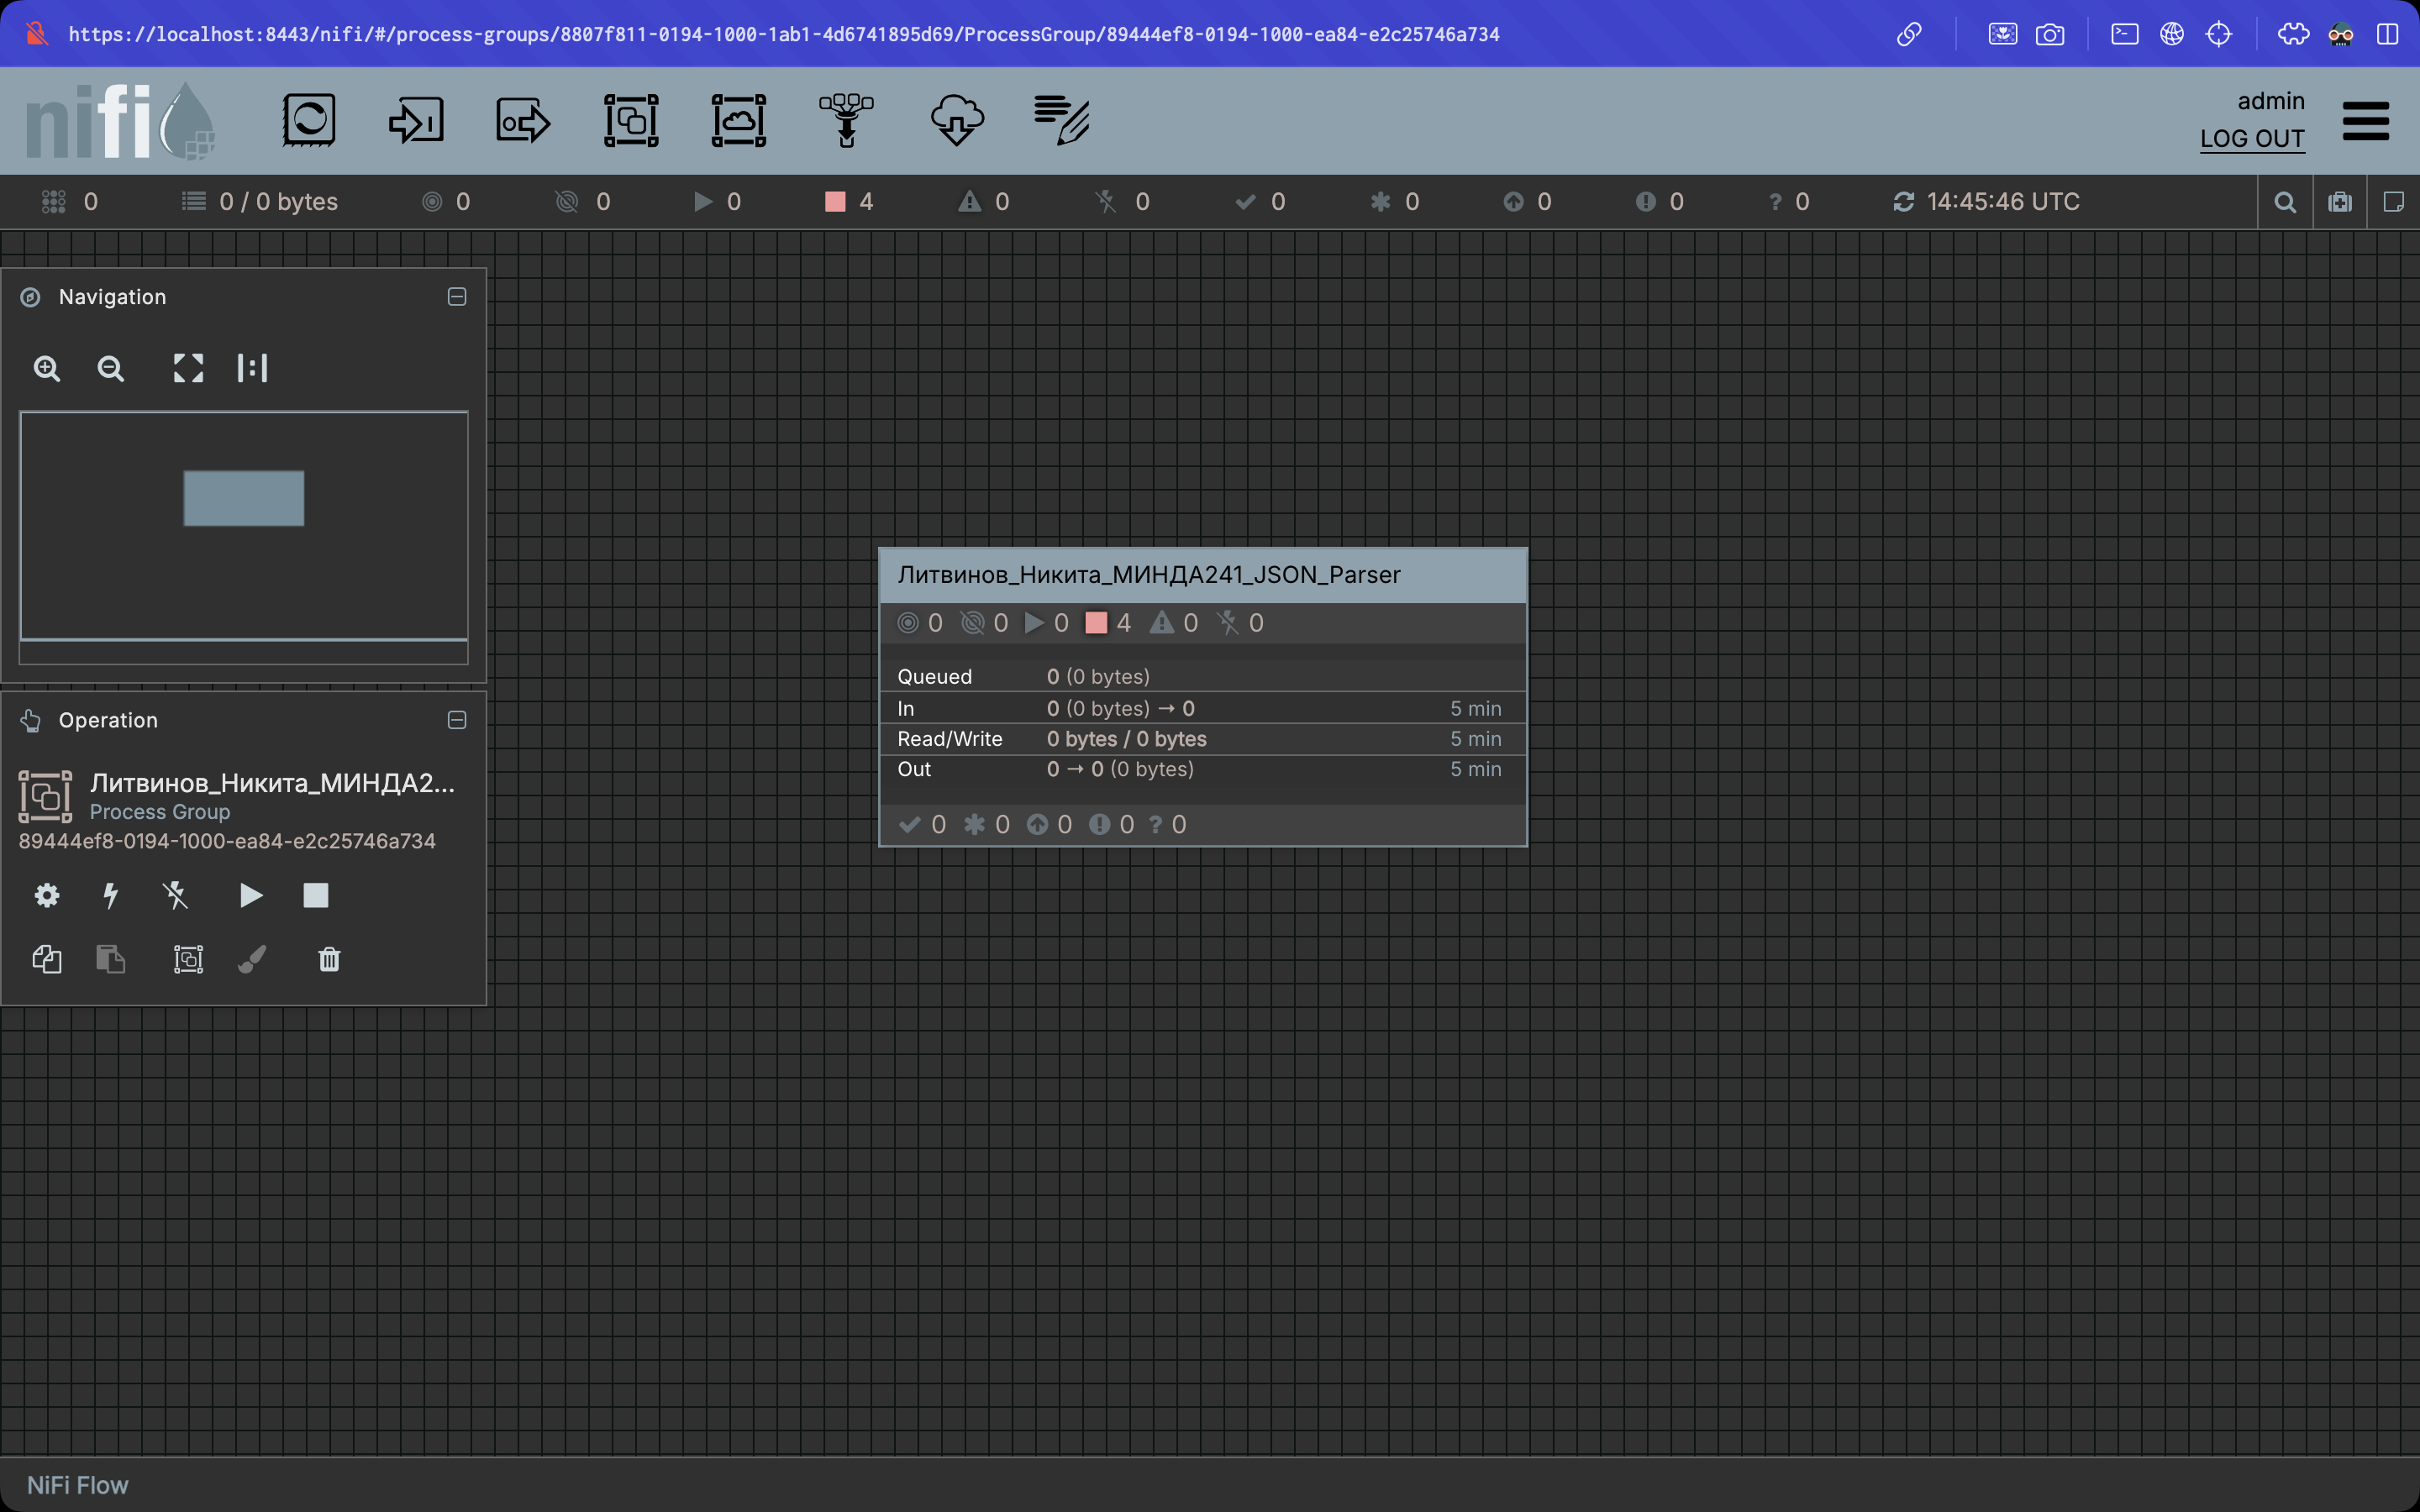 https://localhost:8443/nifi/#/process-groups/8807f811-0194-1000-1ab1-4d6741895d69/ProcessGroup/89444ef8-0194-1000-ea84-e2c25746a734
nifi
admin
LOG OUT
0 0 / 0 bytes 0 0 0 4 0 0 0 0 0 0 ? 0 14:45:46 UTC
Navigation
Литвинов_Никита_МИНДА241_JSON_Parser
0 0 0 4 0 0
Queued 0 (0 bytes)
In 0 (0 bytes) → 0 5 min
Read/Write 0 bytes / 0 bytes 5 min
Out 0 → 0 (0 bytes) 5 min
0 0 0 0 ? 0
Operation
Литвинов_Никита_МИНДА2...
Process Group
89444ef8-0194-1000-ea84-e2c25746a734
NiFi Flow